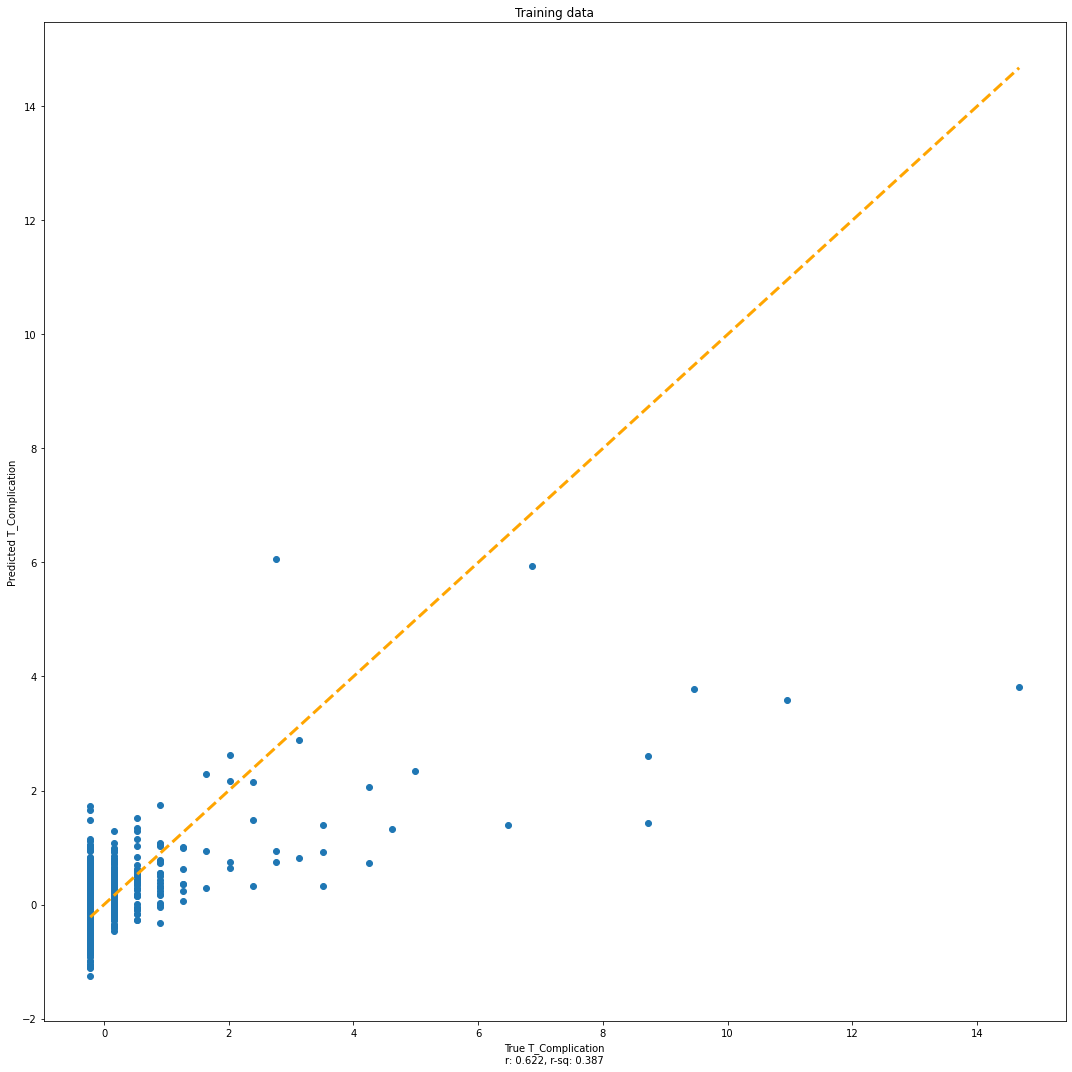 Training data
14
12
10
8
6
4
2
0
−2
Predicted T_Complication
0 2 4 6 8 10 12 14
True T_Complication
r: 0.622, r-sq: 0.387